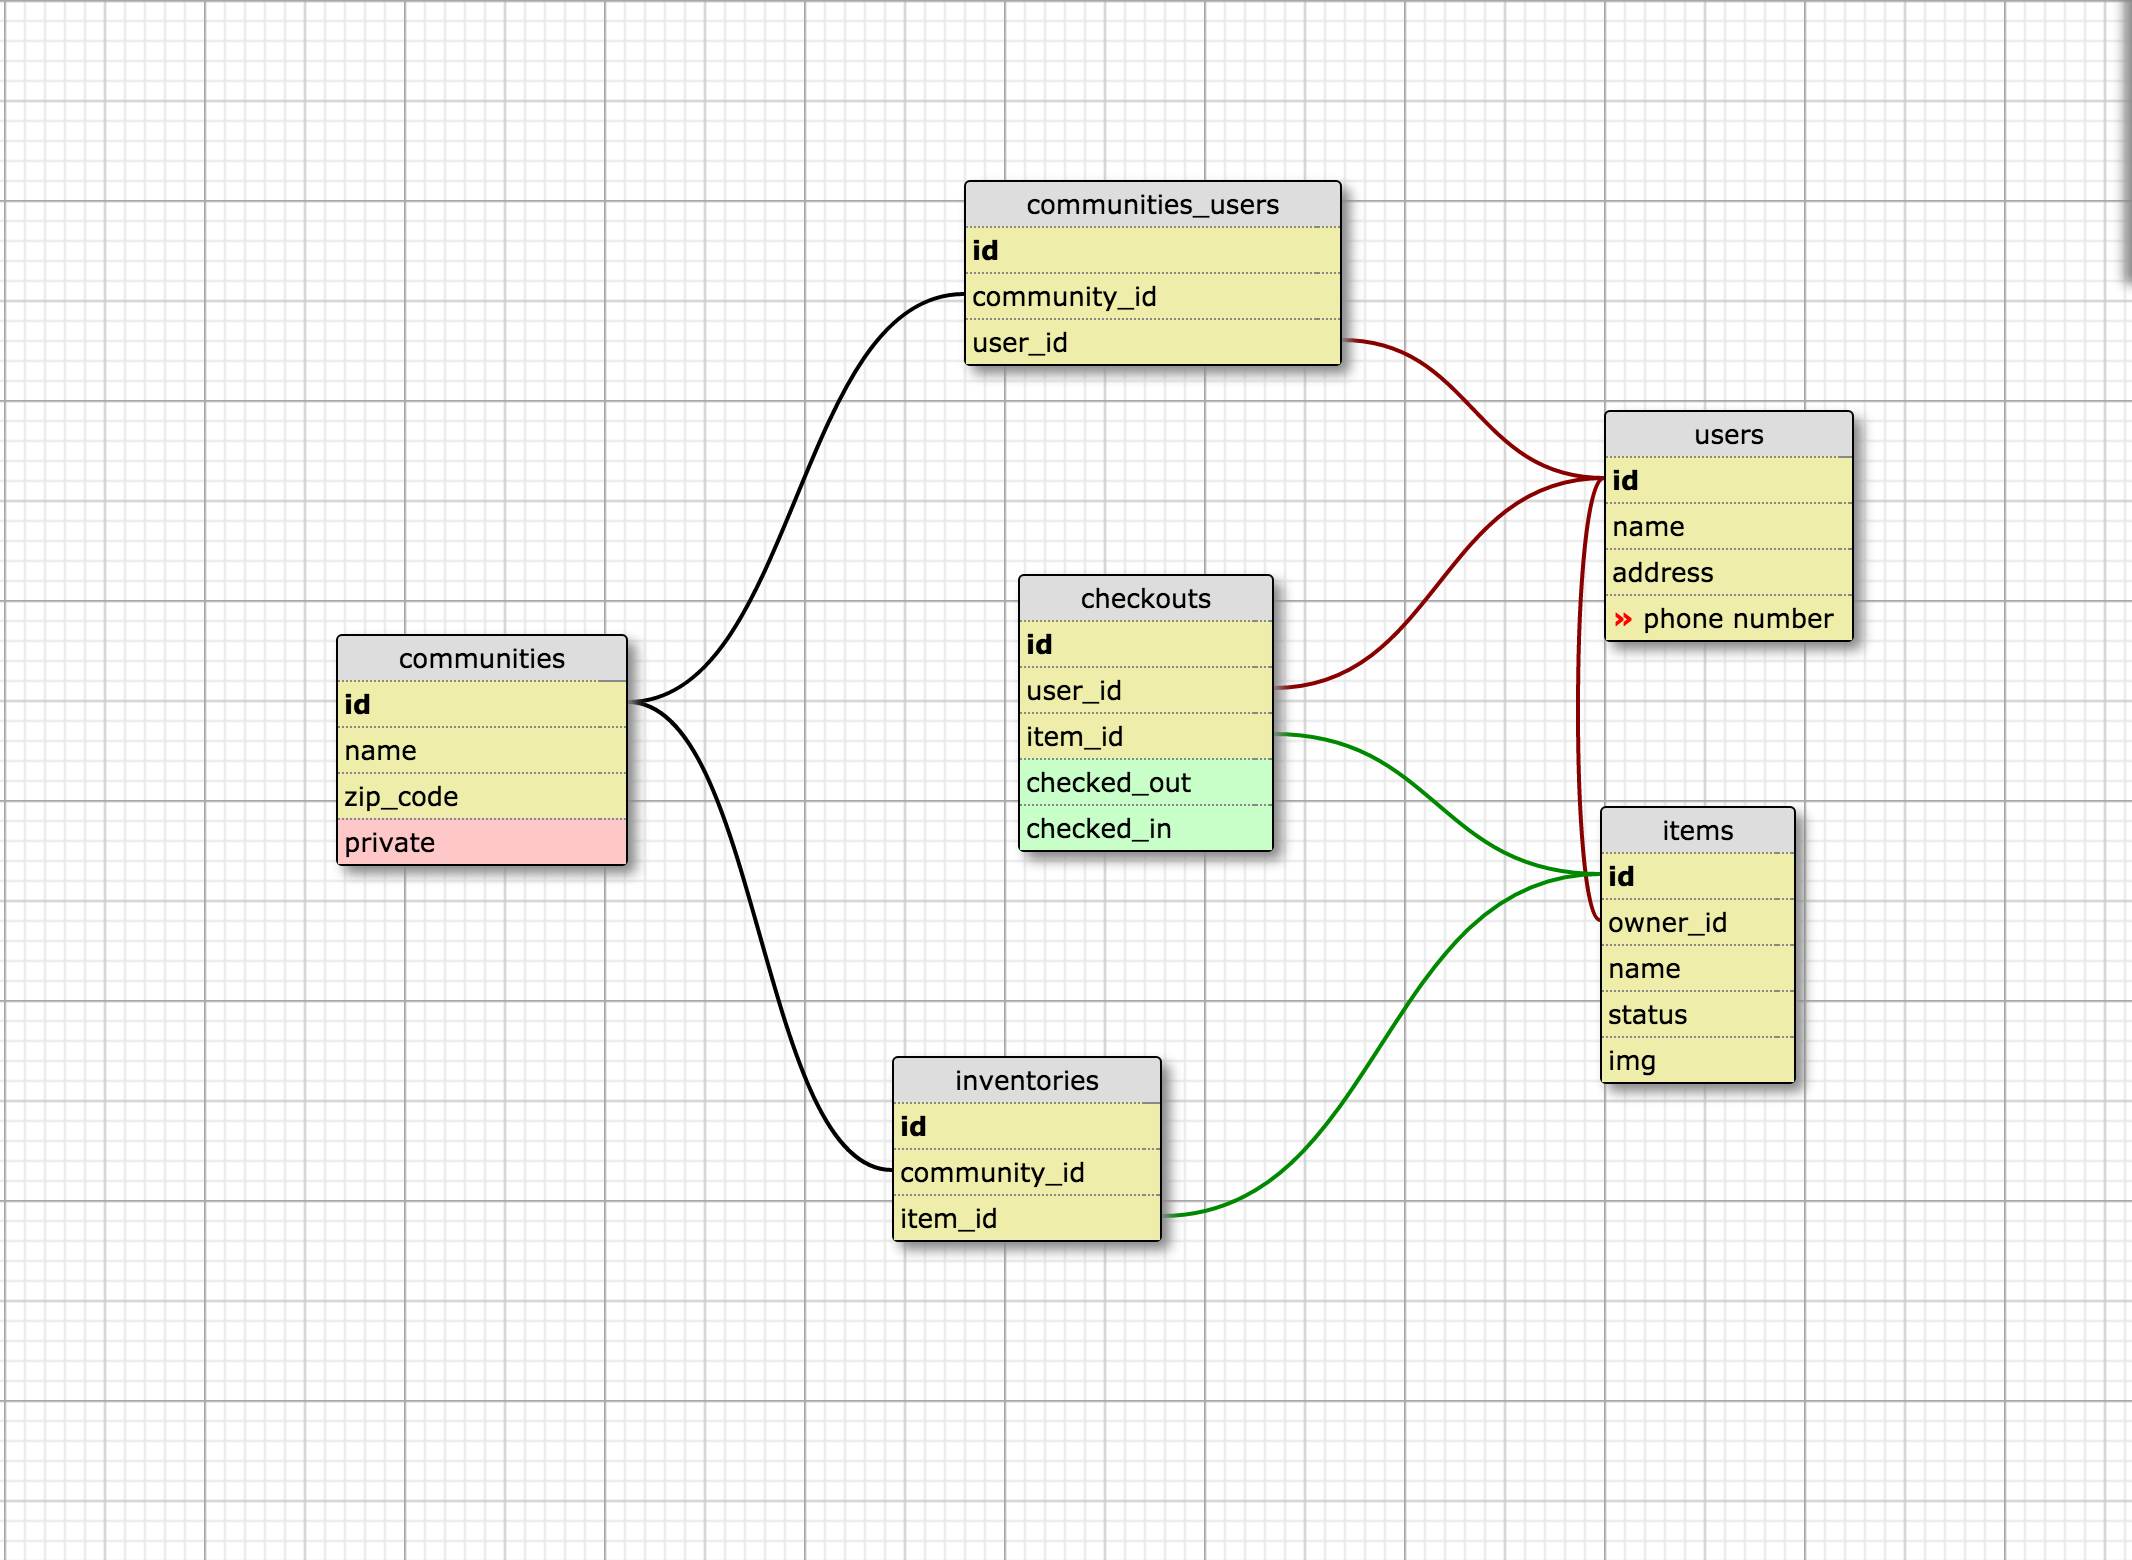 communities_users
id
community_id
user_id
users
id
name
address
» phone number
checkouts
id
user_id
item_id
checked_out
checked_in
communities
id
name
zip_code
private
items
id
owner_id
name
status
img
inventories
id
community_id
item_id